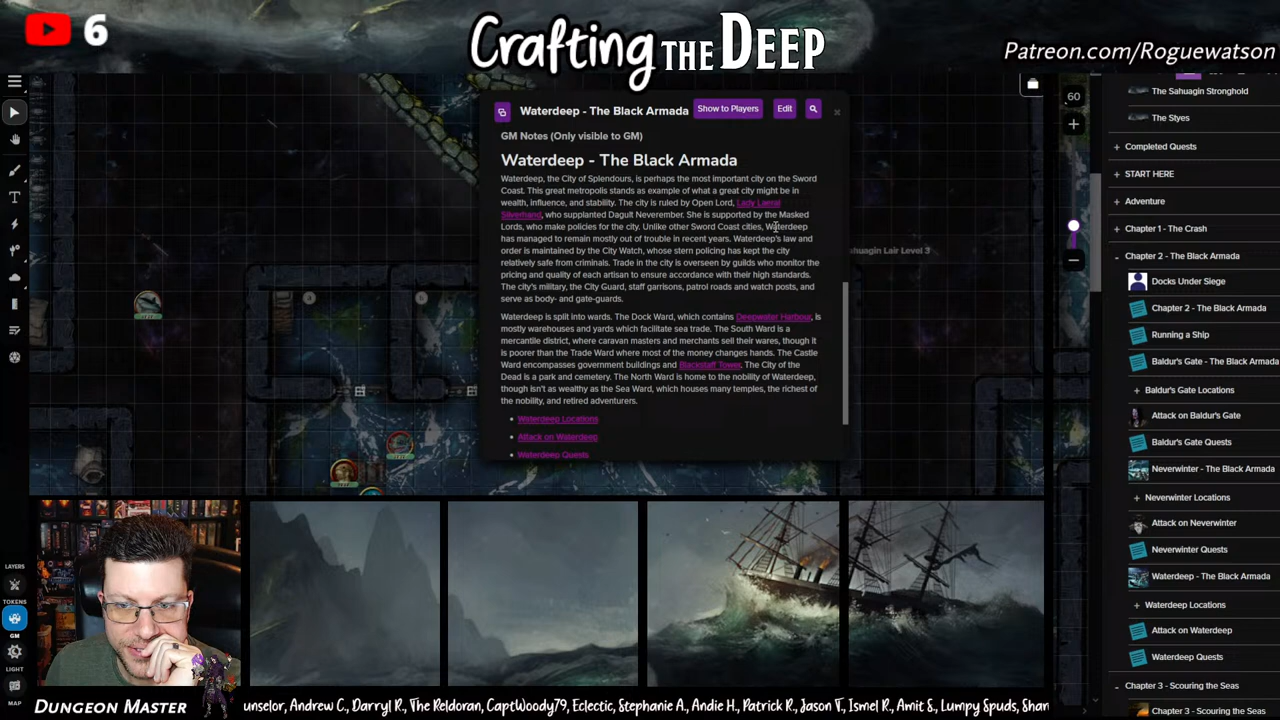 6
Crafting THE DEEP
Patreon.com/Roguewatson
Waterdeep - The Black Armada
Show to Players
Edit
GM Notes (Only visible to GM)
Waterdeep - The Black Armada
Waterdeep, the City of Splendours, is perhaps the most important city on the Sword
Coast. This great metropolis stands as example of what a great city might be in
wealth, influence, and stability. The city is ruled by Open Lord, Lady Laeral
Silverhand, who supplanted Dagult Neverember. She is supported by the Masked
Lords, who make policies for the city. Unlike other Sword Coast cities, Waterdeep
has managed to remain mostly out of trouble in recent years. Waterdeep's law and
order is maintained by the City Watch, whose stern policing has kept the city
relatively safe from criminals. Trade in the city is overseen by guilds who monitor the
pricing and quality of each artisan to ensure accordance with their high standards.
The city's military, the City Guard, staff garrisons, patrol roads and watch posts, and
serve as body- and gate-guards.
Waterdeep is spilt into wards. The Dock Ward, which contains Deepwater Harbour, is
mostly warehouses and yards which facilitate sea trade. The South Ward is a
mercantile district, where caravan masters and merchants sell their wares, though it
is poorer than the Trade Ward where most of the money changes hands. The Castle
Ward encompasses government buildings and Blackstaff Tower. The City of the
Dead is a park and cemetery. The North Ward is home to the nobility of Waterdeep,
though isn't as wealthy as the Sea Ward, which houses many temples, the richest of
the nobility, and retired adventurers.
• Waterdeep Locations
• Attack on Waterdeep
• Waterdeep Quests
ahuagin Lair Level 3
60
The Sahuagin Stronghold
The Styes
+ Completed Quests
+ START HERE
+ Adventure
+ Chapter 1 - The Crash
- Chapter 2 - The Black Armada
Docks Under Siege
Chapter 2 - The Black Armada
Running a Ship
Baldur's Gate - The Black Armada
+ Baldur's Gate Locations
Attack on Baldur's Gate
Baldur's Gate Quests
Neverwinter - The Black Armada
+ Neverwinter Locations
Attack on Neverwinter
Neverwinter Quests
Waterdeep - The Black Armada
+ Waterdeep Locations
Attack on Waterdeep
Waterdeep Quests
- Chapter 3 - Scouring the Seas
Chapter 3 - Scouring the Seas
LAYERS
TOKENS
GM
LIGHT
MAP
DUNGEON MASTER
unselor, Andrew C., Darryl R., The Reldoran, CaptWoody79, Eclectic, Stephanie A., Andie H., Patrick R., Jason T., Ismel R., Amit S., Lumpy Spuds, Shan